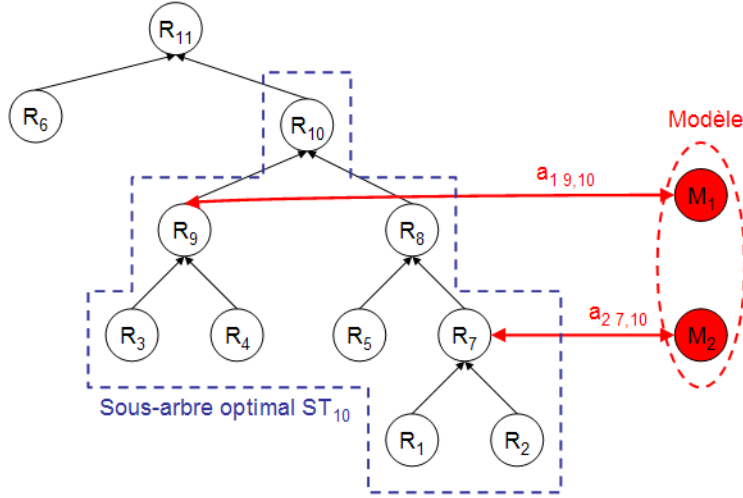 R11
R6
R10
Modèle
a1 9,10
M1
R9
R8
R3
R4
R5
R7
a2 7,10
M2
Sous-arbre optimal ST10
R1
R2